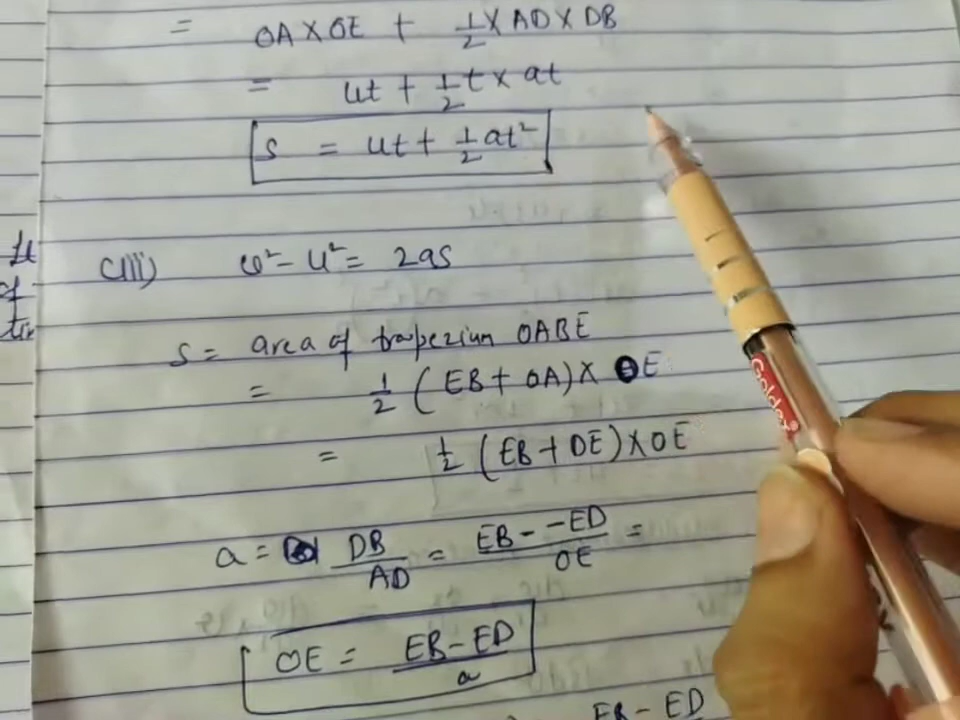 = OA X OE + 1/2 X AD X DB
= ut + 1/2 t x at
s = ut + 1/2 at²
(iii) v² - u² = 2as
s = area of trapezium OABE
= 1/2 (EB + OA) X OE
= 1/2 (EB + DE) X OE
a = DB/AD = EB - - ED/OE =
OE = EB - ED/a
EB - ED
Goldex